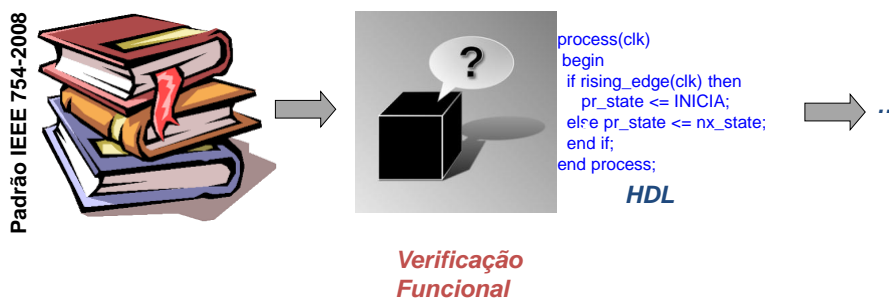 Padrão IEEE 754-2008
?
process(clk)
begin
if rising_edge(clk) then
pr_state <= INICIA;
else pr_state <= nx_state;
end if;
end process;
HDL
...
Verificação
Funcional